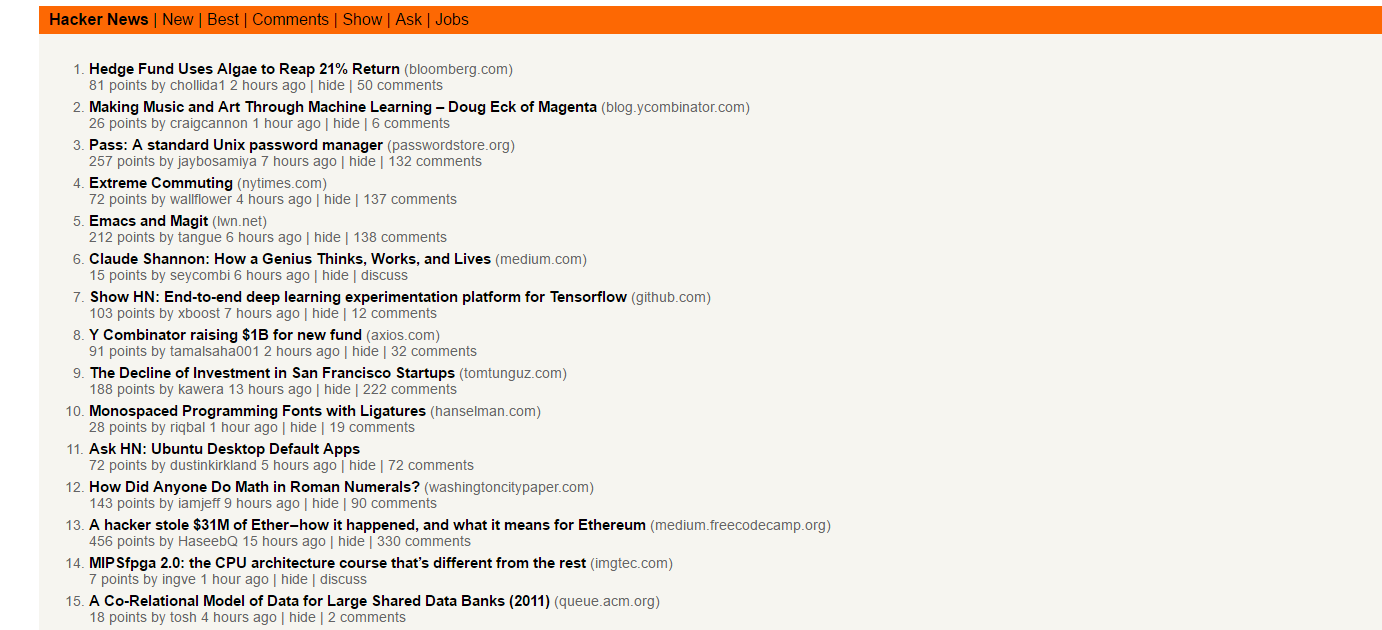 Hacker News | New | Best | Comments | Show | Ask | Jobs
1. Hedge Fund Uses Algae to Reap 21% Return (bloomberg.com)
81 points by chollida1 2 hours ago | hide | 50 comments
2. Making Music and Art Through Machine Learning – Doug Eck of Magenta (blog.ycombinator.com)
26 points by craigcannon 1 hour ago | hide | 6 comments
3. Pass: A standard Unix password manager (passwordstore.org)
257 points by jaybosamiya 7 hours ago | hide | 132 comments
4. Extreme Commuting (nytimes.com)
72 points by wallflower 4 hours ago | hide | 137 comments
5. Emacs and Magit (lwn.net)
212 points by tangue 6 hours ago | hide | 138 comments
6. Claude Shannon: How a Genius Thinks, Works, and Lives (medium.com)
15 points by seycombi 6 hours ago | hide | discuss
7. Show HN: End-to-end deep learning experimentation platform for Tensorflow (github.com)
103 points by xboost 7 hours ago | hide | 12 comments
8. Y Combinator raising $1B for new fund (axios.com)
91 points by tamalsaha001 2 hours ago | hide | 32 comments
9. The Decline of Investment in San Francisco Startups (tomtunguz.com)
188 points by kawera 13 hours ago | hide | 222 comments
10. Monospaced Programming Fonts with Ligatures (hanselman.com)
28 points by riqbal 1 hour ago | hide | 19 comments
11. Ask HN: Ubuntu Desktop Default Apps
72 points by dustinkirkland 5 hours ago | hide | 72 comments
12. How Did Anyone Do Math in Roman Numerals? (washingtoncitypaper.com)
143 points by iamjeff 9 hours ago | hide | 90 comments
13. A hacker stole $31M of Ether–how it happened, and what it means for Ethereum (medium.freecodecamp.org)
456 points by HaseebQ 15 hours ago | hide | 330 comments
14. MIPSfpga 2.0: the CPU architecture course that’s different from the rest (imgtec.com)
7 points by ingve 1 hour ago | hide | discuss
15. A Co-Relational Model of Data for Large Shared Data Banks (2011) (queue.acm.org)
18 points by tosh 4 hours ago | hide | 2 comments